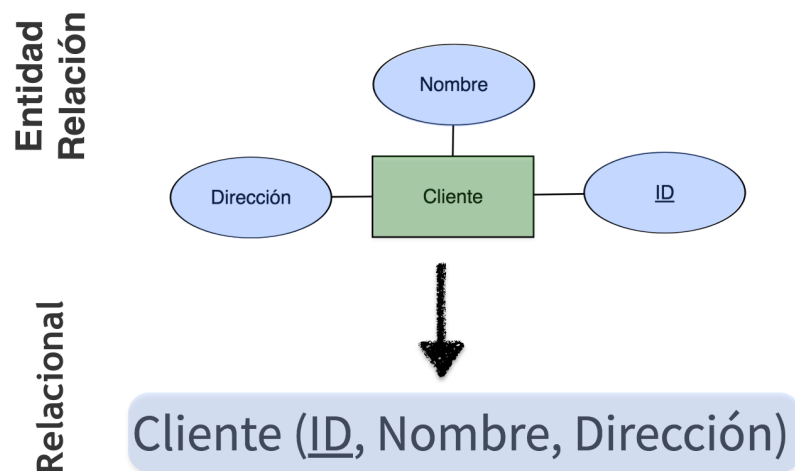 Entidad
Relación
Nombre
Dirección
Cliente
ID
Relacional
Cliente (ID, Nombre, Dirección)